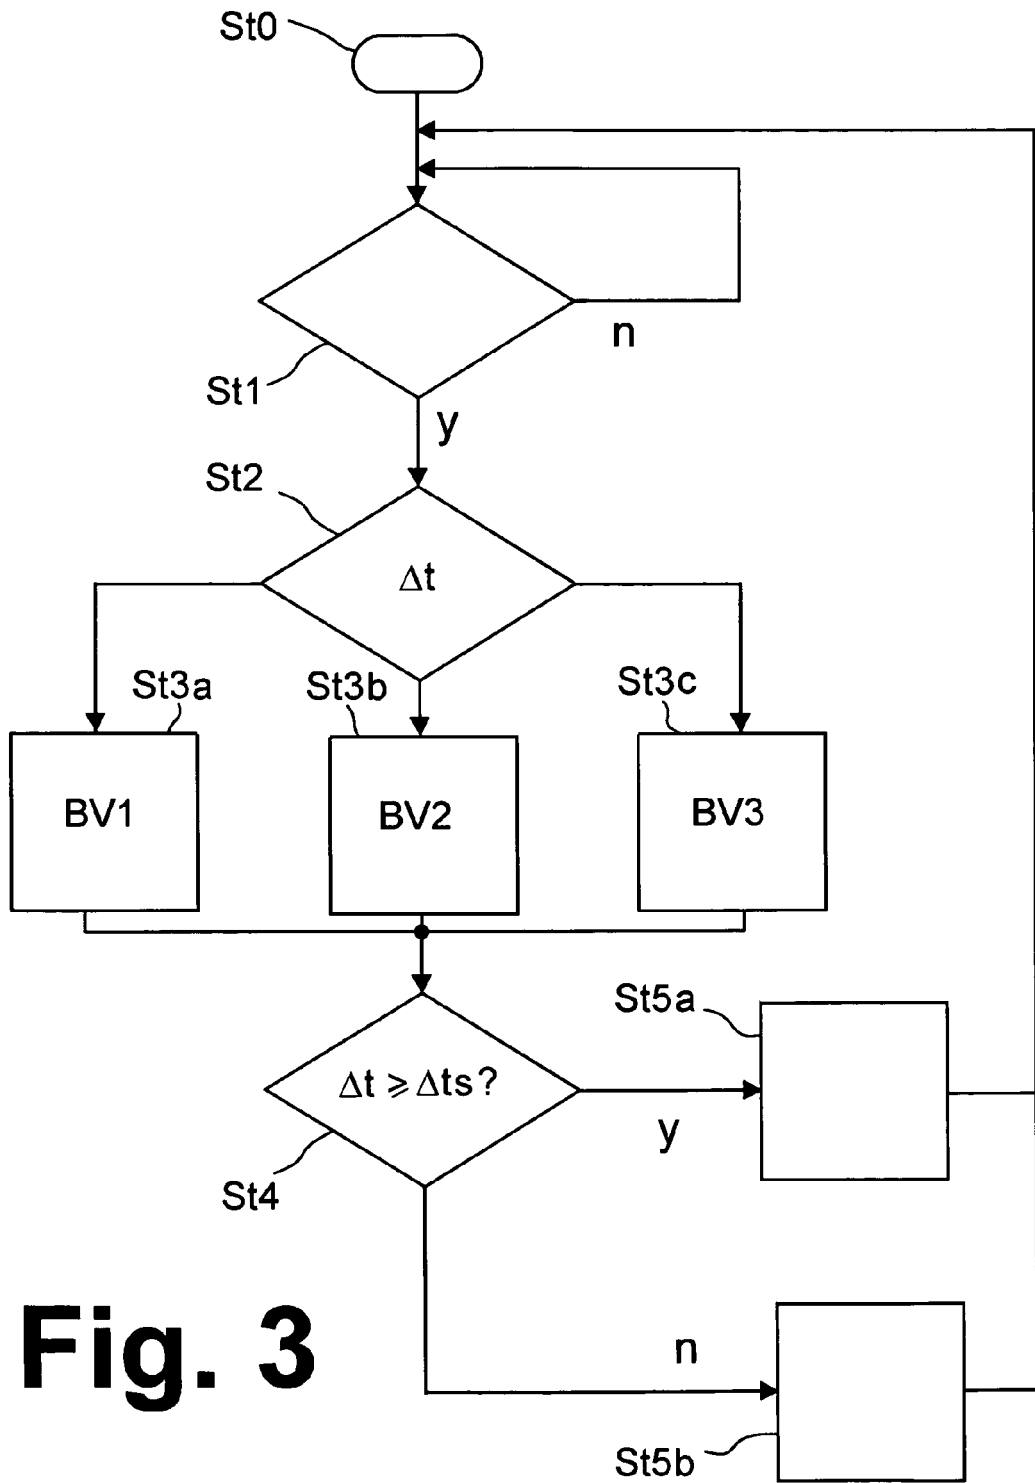 St0
n
St1
y
St2
Δt
St3a
St3b
St3c
BV1
BV2
BV3
St5a
Δt ⩾ Δts?
y
St4
n
Fig. 3
St5b